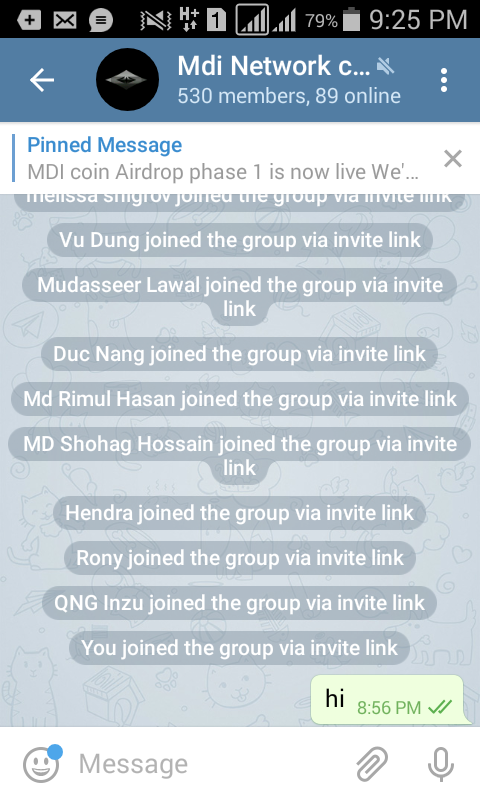 H+
1
79%
9:25 PM
Mdi Network c...
530 members, 89 online
Pinned Message
MDI coin Airdrop phase 1 is now live We'...
melissa shigrov joined the group via invite link
Vu Dung joined the group via invite link
Mudasseer Lawal joined the group via invite
link
Duc Nang joined the group via invite link
Md Rimul Hasan joined the group via invite link
MD Shohag Hossain joined the group via invite
link
Hendra joined the group via invite link
Rony joined the group via invite link
QNG Inzu joined the group via invite link
You joined the group via invite link
hi 8:56 PM
Message